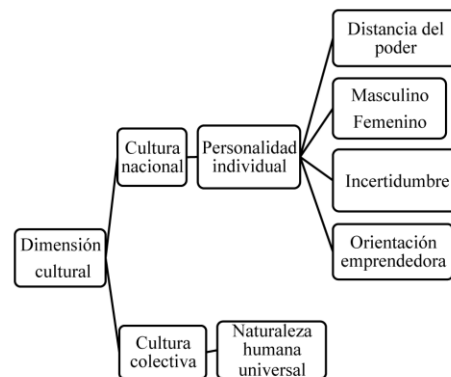 Distancia del
poder
Masculino
Femenino
Cultura
nacional
Personalidad
individual
Incertidumbre
Dimensión
cultural
Orientación
emprendedora
Cultura
colectiva
Naturaleza
humana
universal